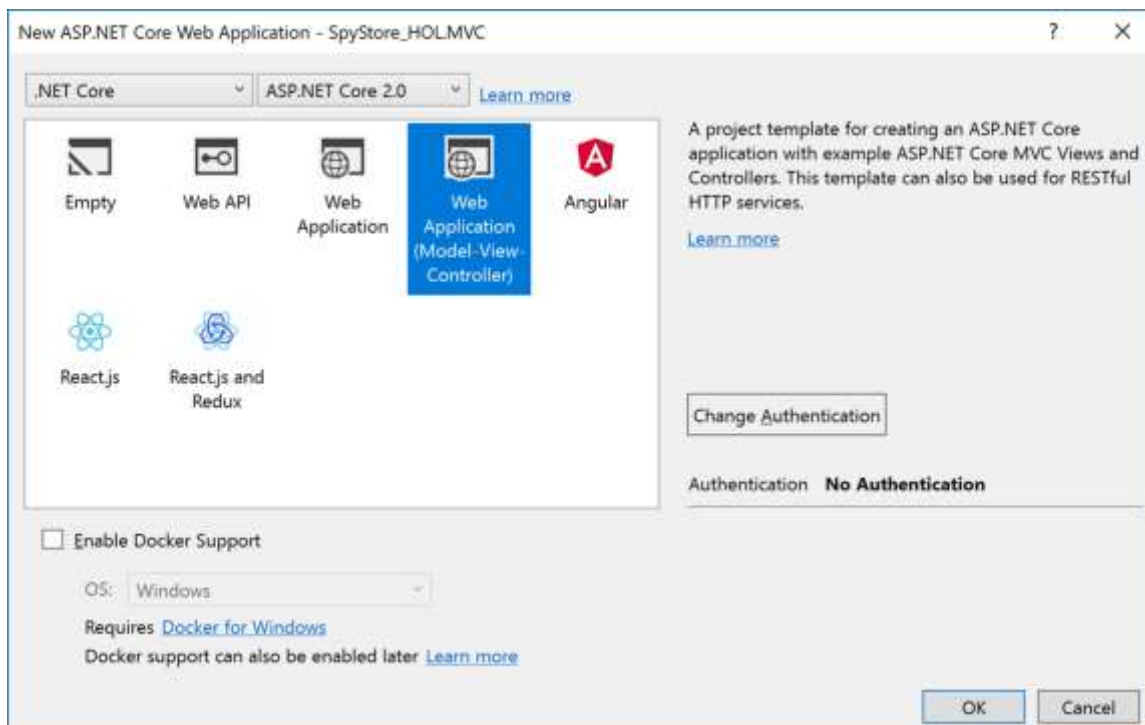 New ASP.NET Core Web Application - SpyStore_HOL.MVC
? X
.NET Core
ASP.NET Core 2.0
Learn more
Empty
Web API
Web
Application
Web
Application
(Model-View-
Controller)
Angular
React.js
React.js and
Redux
A project template for creating an ASP.NET Core
application with example ASP.NET Core MVC Views and
Controllers. This template can also be used for RESTful
HTTP services.
Learn more
Change Authentication
Authentication No Authentication
Enable Docker Support
OS: Windows
Requires Docker for Windows
Docker support can also be enabled later Learn more
OK
Cancel